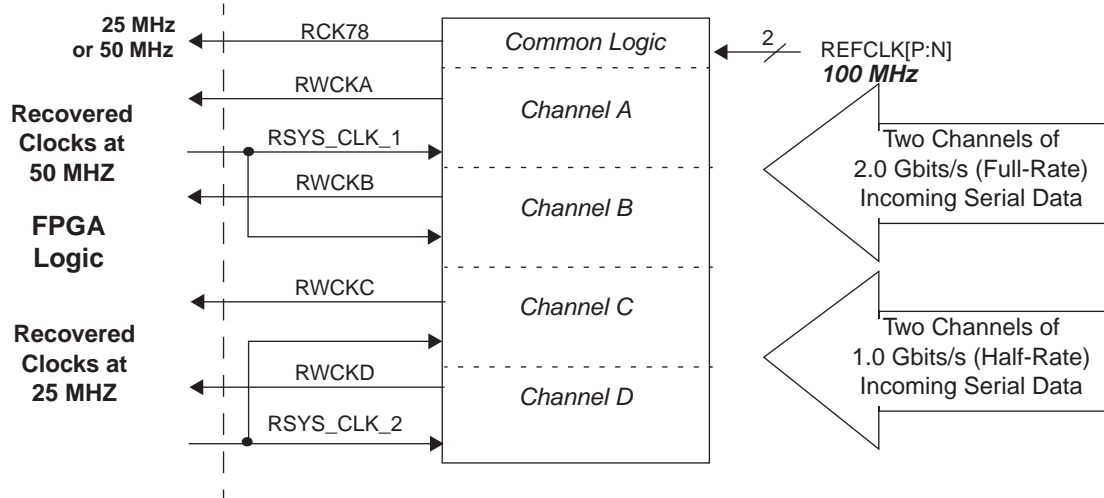 25 MHz
or 50 MHz
RCK78
Common Logic
2
REFCLK[P:N]
100 MHz
RWCKA
Channel A
Recovered
Clocks at
50 MHZ
RSYS_CLK_1
Two Channels of
2.0 Gbits/s (Full-Rate)
Incoming Serial Data
RWCKB
Channel B
FPGA
Logic
RWCKC
Channel C
Recovered
Clocks at
25 MHZ
Two Channels of
1.0 Gbits/s (Half-Rate)
Incoming Serial Data
RWCKD
Channel D
RSYS_CLK_2